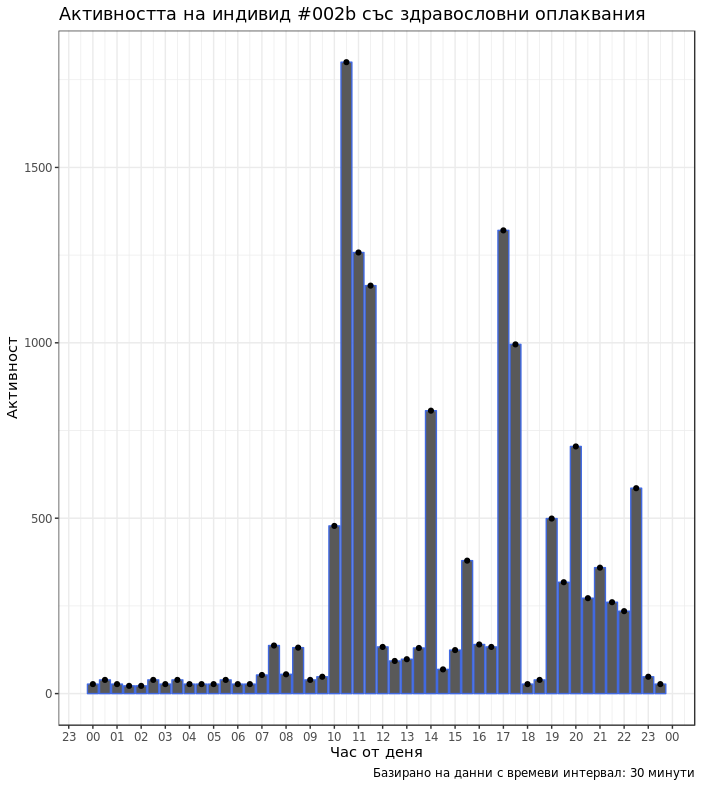 Активността на индивид #002b със здравословни оплаквания
Активност
1500
1000
500
0
23 00 01 02 03 04 05 06 07 08 09 10 11 12 13 14 15 16 17 18 19 20 21 22 23 00
Час от деня
Базирано на данни с времеви интервал: 30 минути